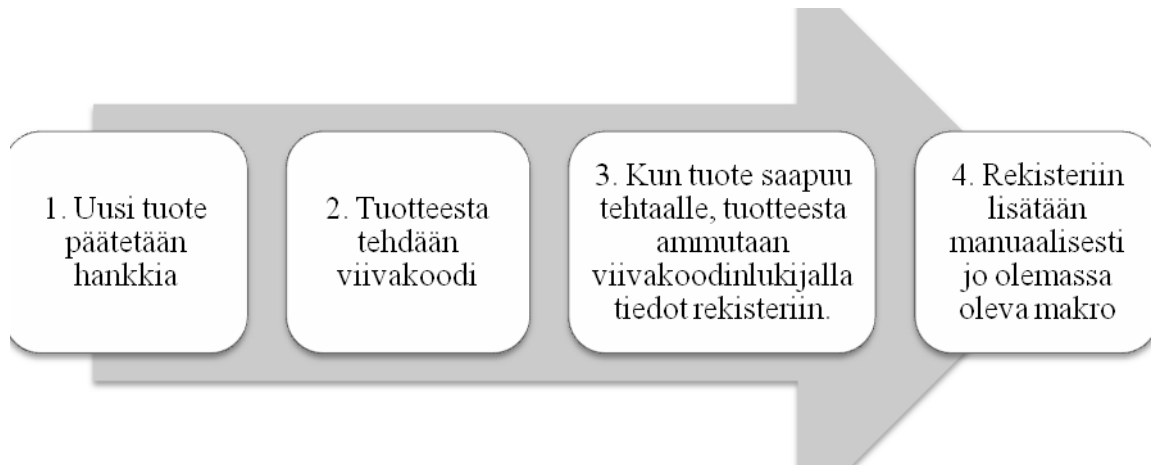 1. Uusi tuote
päätetään
hankkia
2. Tuotteesta
tehdään
viivakoodi
3. Kun tuote saapuu
tehtaalle, tuotteesta
ammutaan
viivakoodinlukijalla
tiedot rekisteriin.
4. Rekisteriin
lisätään
manuaalisesti
jo olemassa
oleva makro